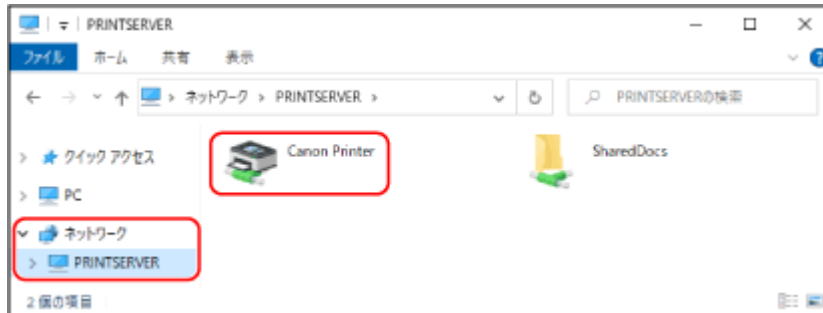 PRINTSERVER
ファイル ホーム 共有 表示
ネットワーク > PRINTSERVER > PRINTSERVERの検索
クイック アクセス
PC
ネットワーク
PRINTSERVER
Canon Printer
SharedDocs
2 個の項目